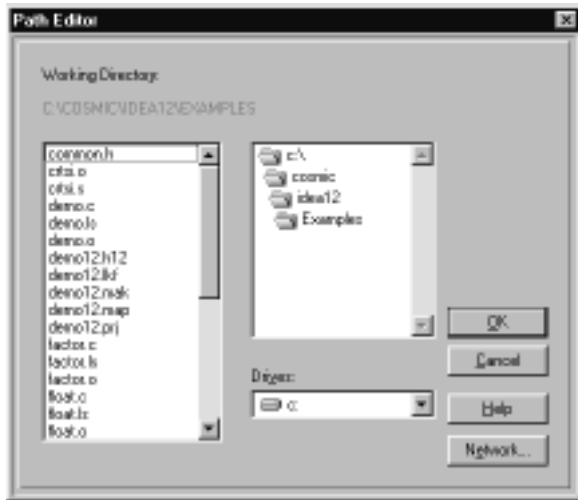 Path Editor
Working Directory:
C:\COSMIC\IDEA12\EXAMPLES
common.h
crtsi.o
crtsi.s
demo.c
demo.ls
demo.o
demo12.h12
demo12.lkf
demo12.mak
demo12.map
demo12.prj
factor.c
factor.ls
factor.o
float.c
float.ls
float.o
c:\
cosmic
idea12
Examples
Drives:
c:
OK
Cancel
Help
Network...